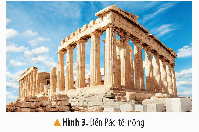 ▲ Hình 3. Đền Pác-tê-nông